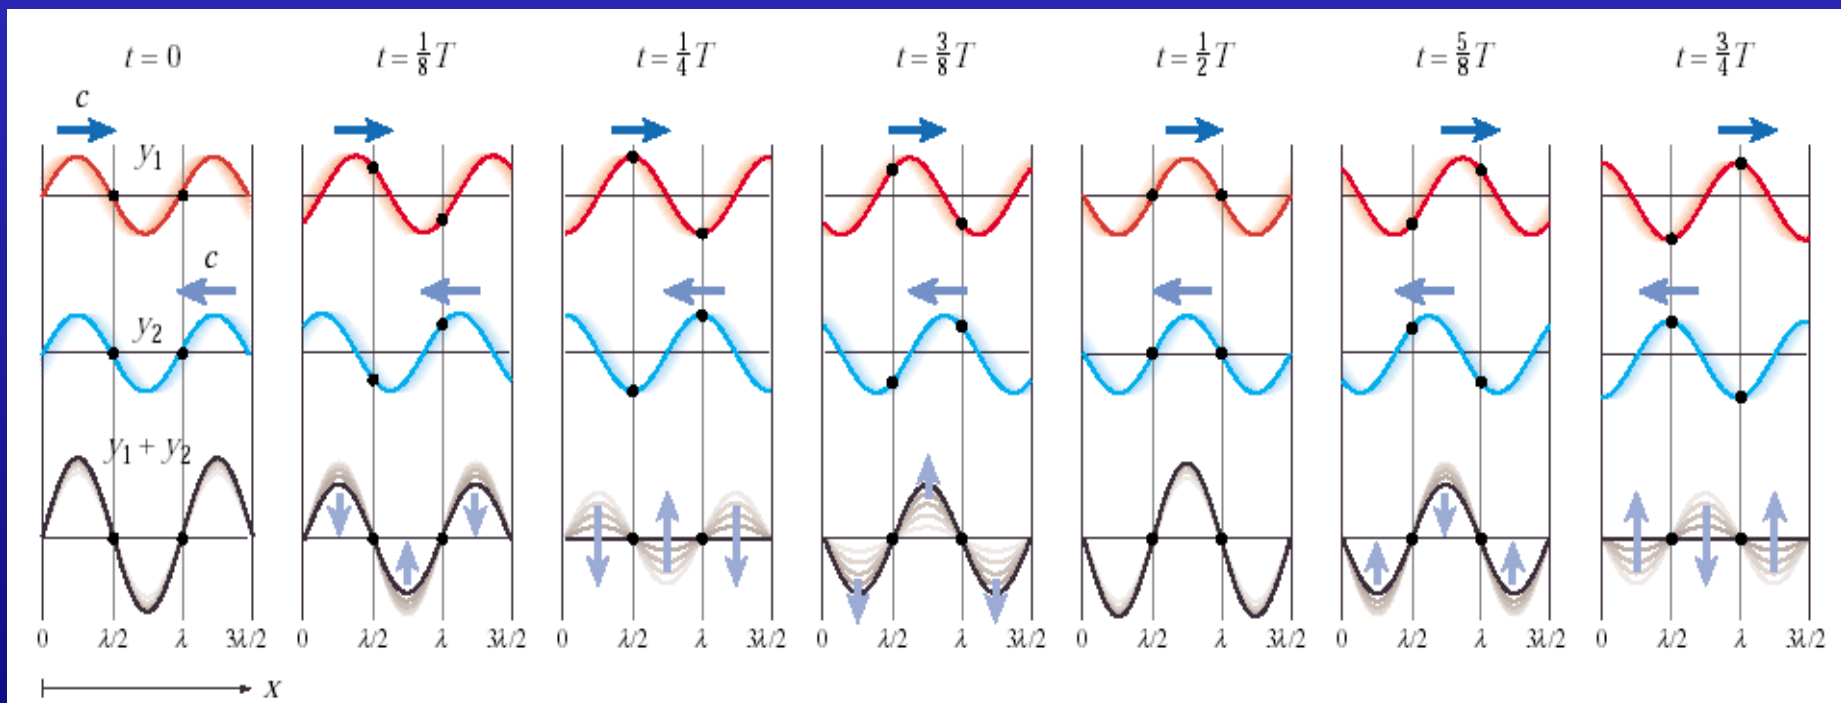 t = 0 t = 1/8 T t = 1/4 T t = 3/8 T t = 1/2 T t = 5/8 T t = 3/4 T
c
y₁
c
y₂
y₁ + y₂
0 λ/2 λ 3λ/2 0 λ/2 λ 3λ/2 0 λ/2 λ 3λ/2 0 λ/2 λ 3λ/2 0 λ/2 λ 3λ/2 0 λ/2 λ 3λ/2 0 λ/2 λ 3λ/2
x